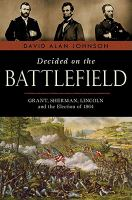 DAVID ALAN JOHNSON
Decided on the
BATTLEFIELD
GRANT, SHERMAN, LINCOLN
and the Election of 1864